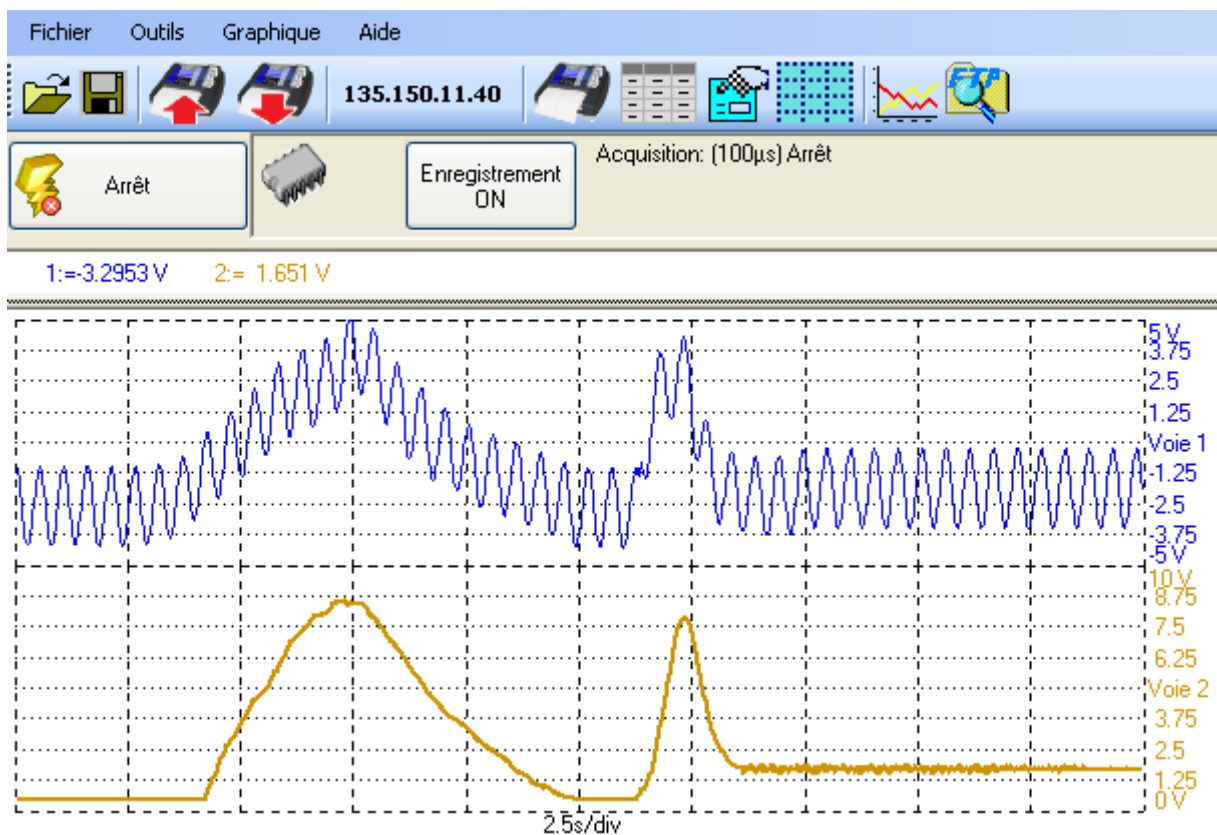 Fichier Outils Graphique Aide
135.150.11.40
FTP
Arrêt
Enregistrement
ON
Acquisition: (100µs) Arrêt
1:=-3.2953 V 2:= 1.651 V
5 V
3.75
2.5
1.25
Voie 1
-1.25
-2.5
-3.75
-5 V
10 V
8.75
7.5
6.25
Voie 2
3.75
2.5
1.25
0 V
2.5s/div